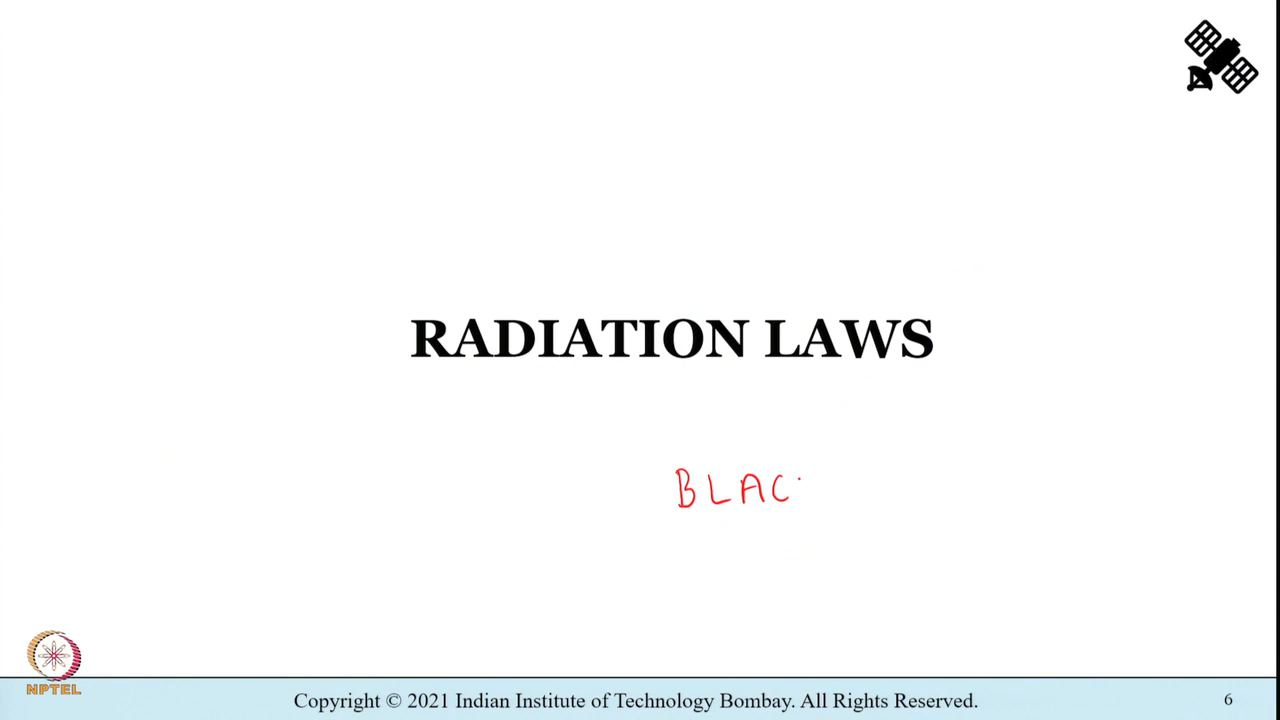 RADIATION LAWS
BLAC
NPTEL
Copyright © 2021 Indian Institute of Technology Bombay. All Rights Reserved.
6